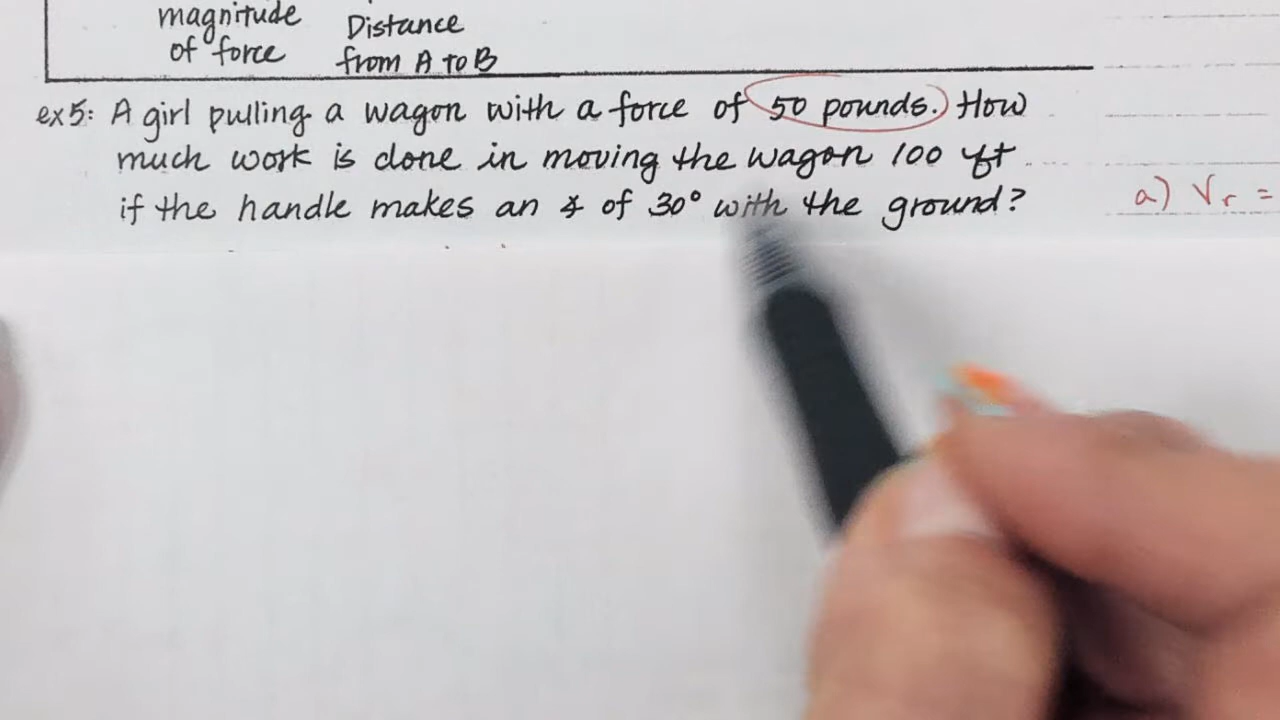 magnitude Distance
of force from A to B
ex5: A girl pulling a wagon with a force of 50 pounds. How
much work is done in moving the wagon 100 ft
if the handle makes an ∡ of 30° with the ground?
a) Vr =